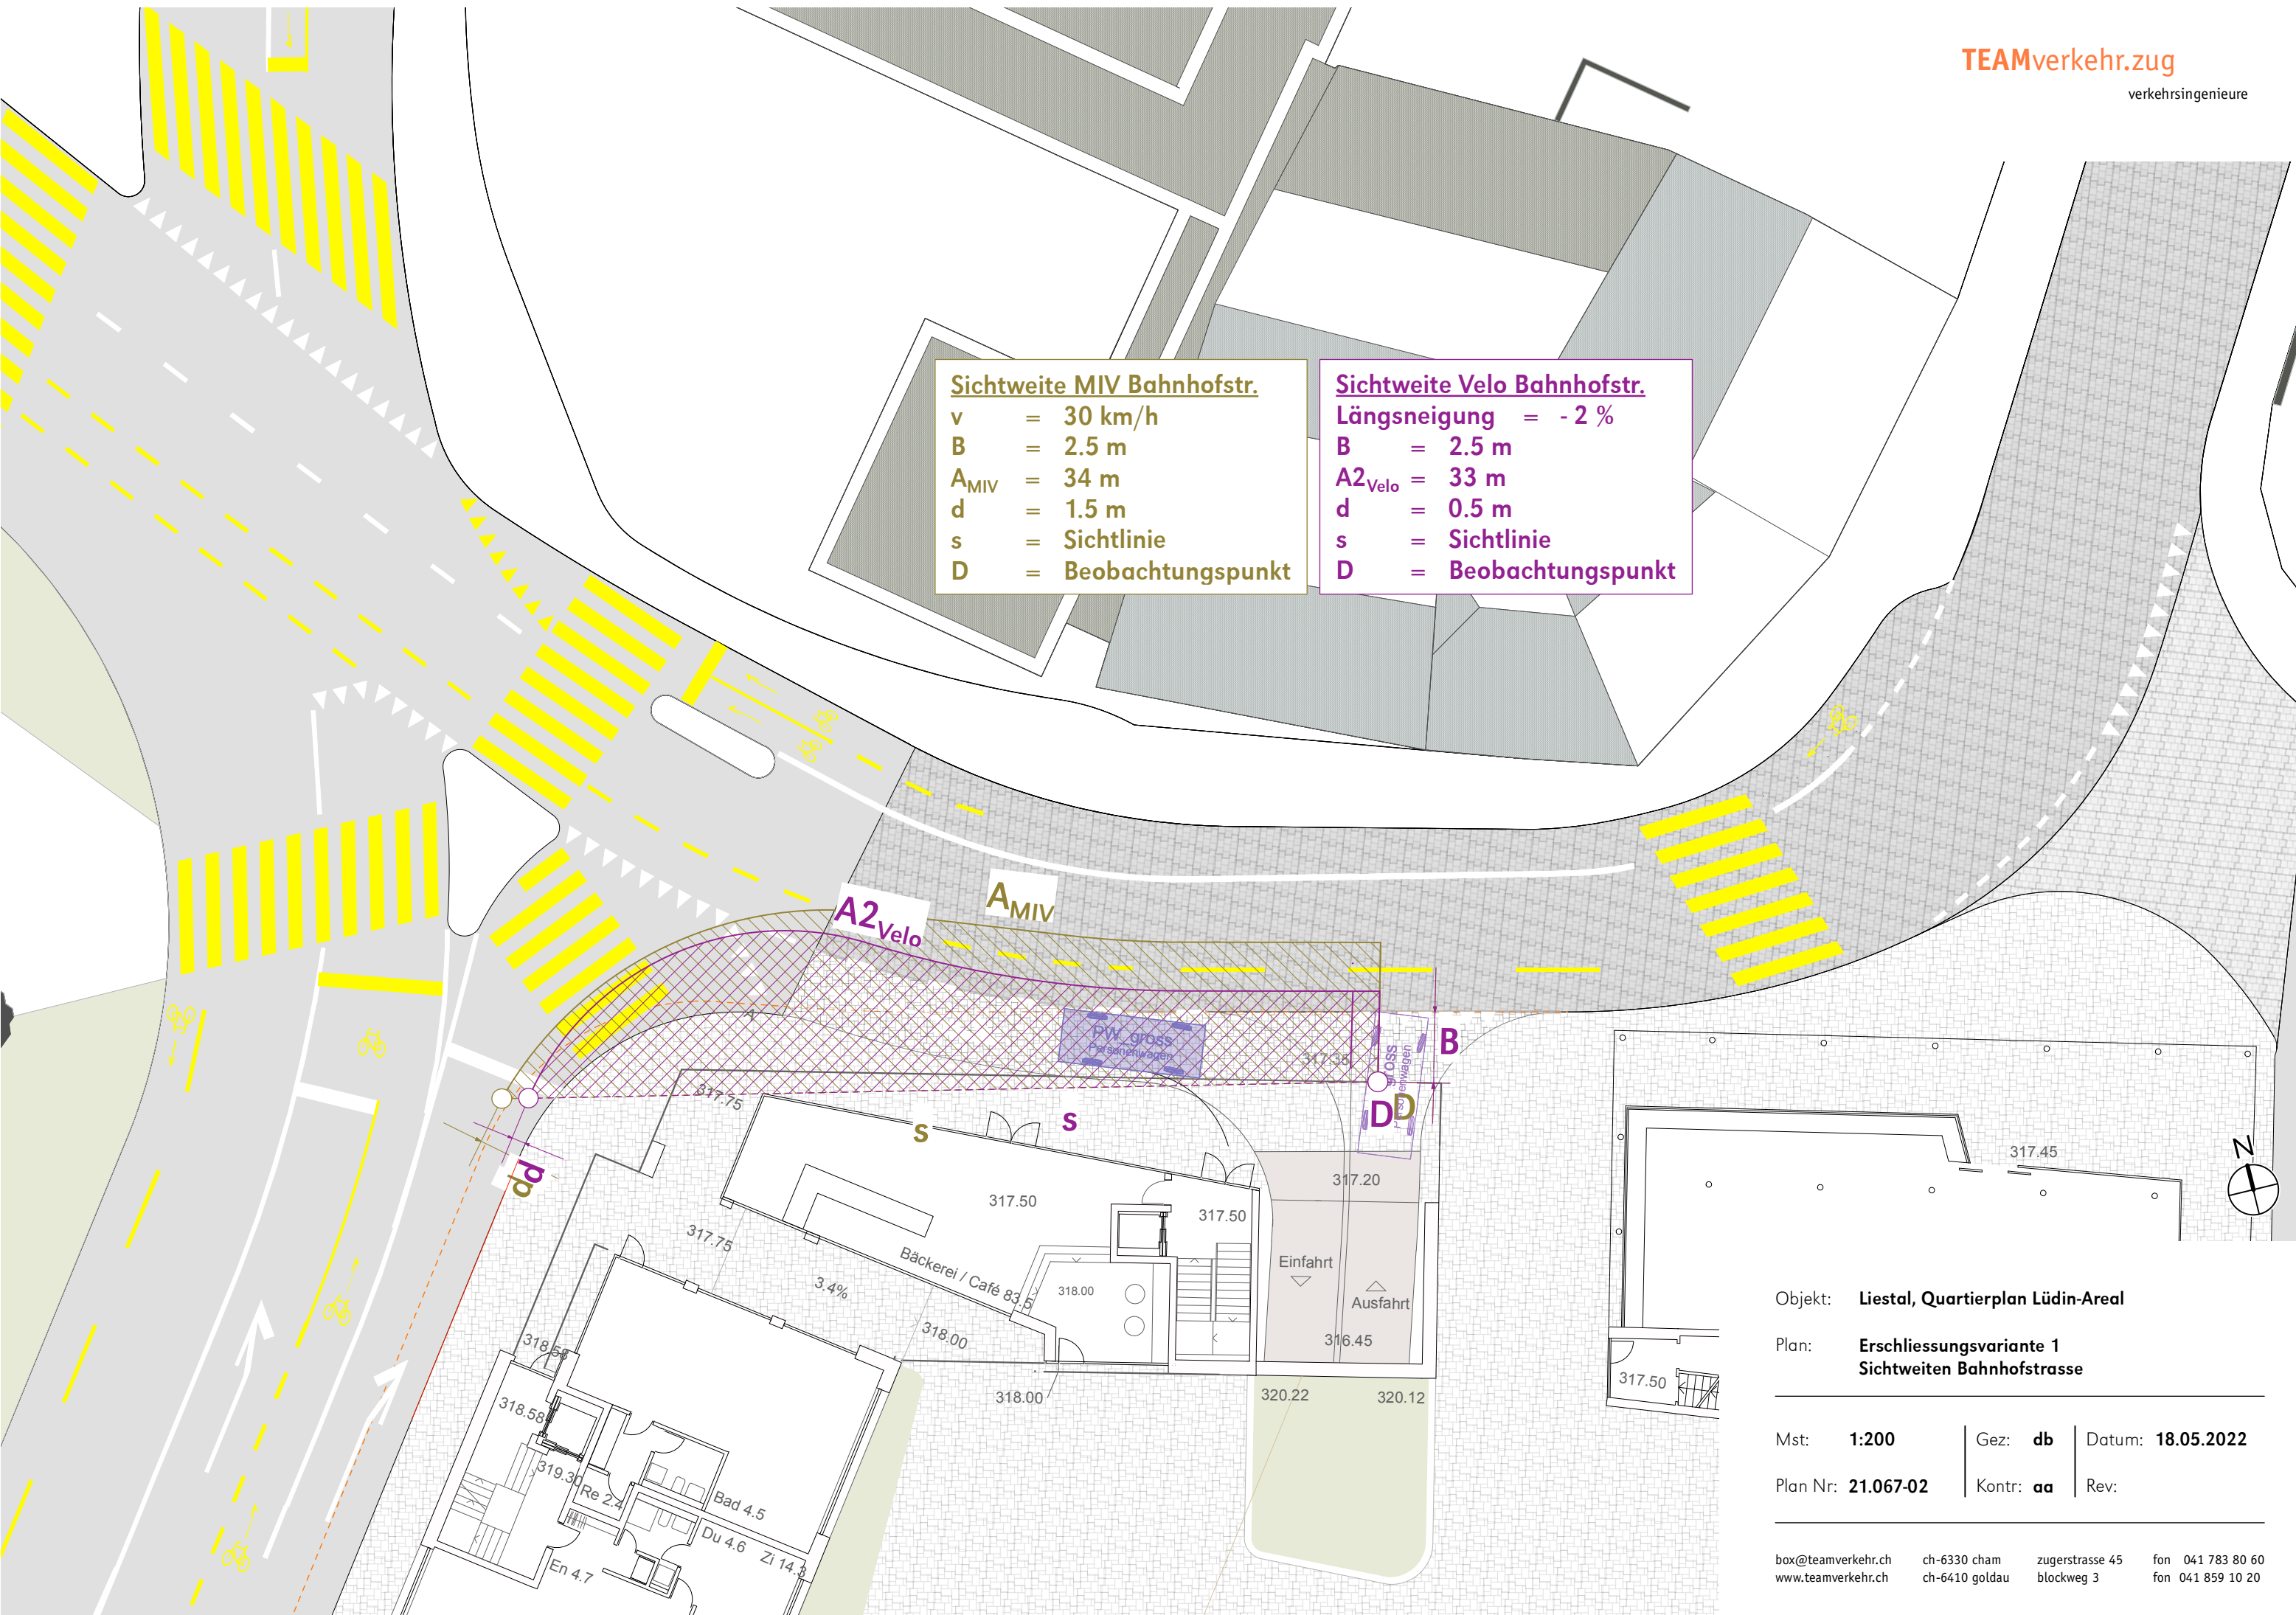 TEAMverkehr.zug
verkehrsingenieure
Sichtweite MIV Bahnhofstr.
v = 30 km/h
B = 2.5 m
AMIV = 34 m
d = 1.5 m
s = Sichtlinie
D = Beobachtungspunkt
Sichtweite Velo Bahnhofstr.
Längsneigung = - 2 %
B = 2.5 m
A2Velo = 33 m
d = 0.5 m
s = Sichtlinie
D = Beobachtungspunkt
AMIV
A2Velo
PW_gross
Personenwagen
317.35
gross
B
D
D
317.75
s
s
d
d
317.50
317.50
317.20
317.45
317.75
Bäckerei / Café 83.5
318.00
Einfahrt
Ausfahrt
3.4%
318.00
316.45
318.58
318.00
320.22
320.12
317.50
318.58
319.30
Re 2.4
Bad 4.5
Du 4.6
Zi 14.3
En 4.7
N
Objekt: Liestal, Quartierplan Lüdin-Areal
Plan: Erschliessungsvariante 1
Sichtweiten Bahnhofstrasse
Mst: 1:200 Gez: db Datum: 18.05.2022
Plan Nr: 21.067-02 Kontr: aa Rev:
box@teamverkehr.ch ch-6330 cham zugerstrasse 45 fon 041 783 80 60
www.teamverkehr.ch ch-6410 goldau blockweg 3 fon 041 859 10 20